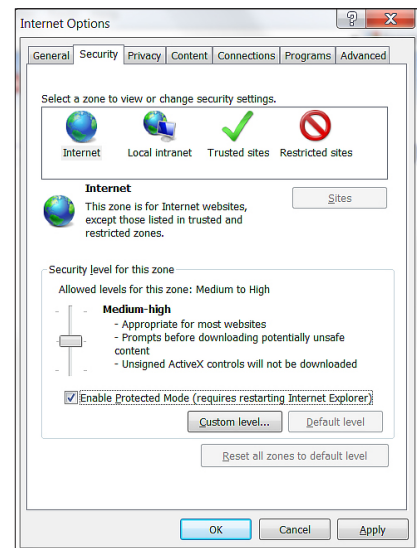 Internet Options
General Security Privacy Content Connections Programs Advanced
Select a zone to view or change security settings.
Internet Local intranet Trusted sites Restricted sites
Internet
Sites
This zone is for Internet websites,
except those listed in trusted and
restricted zones.
Security level for this zone
Allowed levels for this zone: Medium to High
Medium-high
- Appropriate for most websites
- Prompts before downloading potentially unsafe
content
- Unsigned ActiveX controls will not be downloaded
Enable Protected Mode (requires restarting Internet Explorer)
Custom level... Default level
Reset all zones to default level
OK Cancel Apply